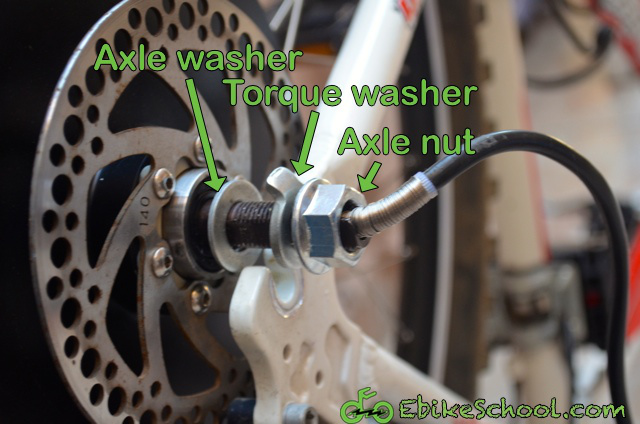 Axle washer
Torque washer
Axle nut
140
EbikeSchool.com